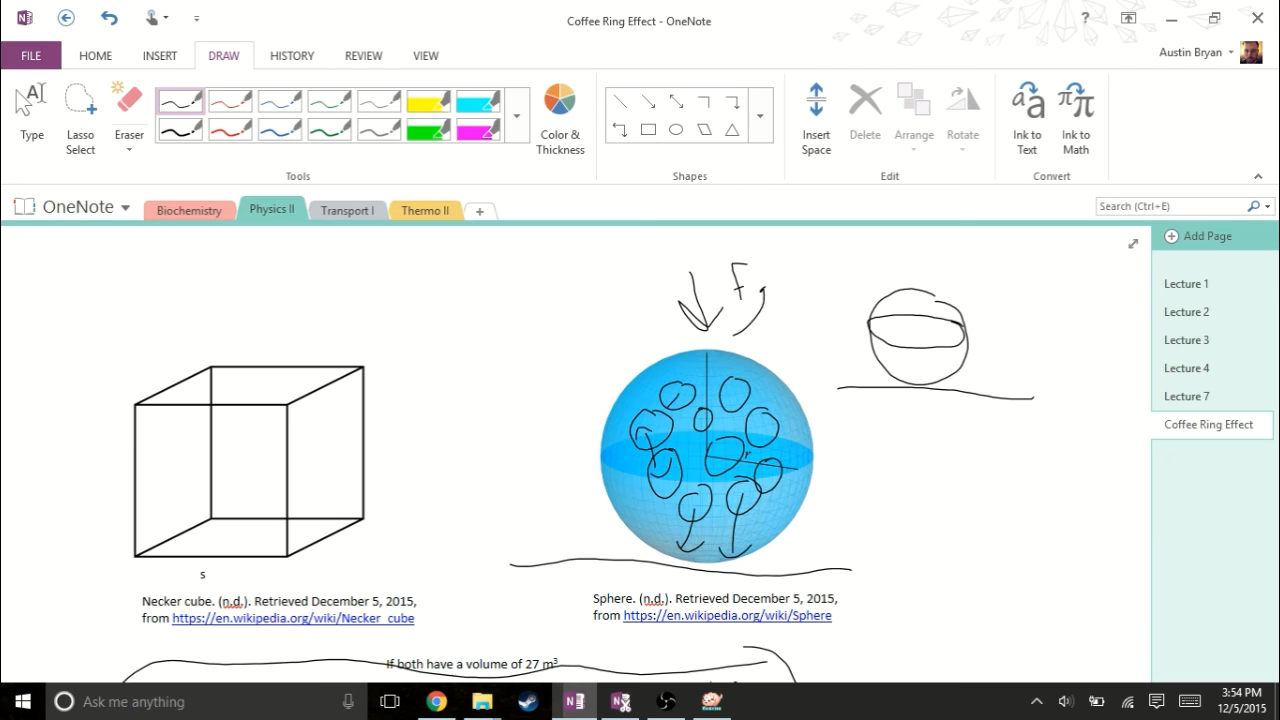 Coffee Ring Effect - OneNote
?
Austin Bryan
FILE HOME INSERT DRAW HISTORY REVIEW VIEW
Type
Lasso Select
Eraser
Color & Thickness
Insert Space
Delete
Arrange
Rotate
Ink to Text
Ink to Math
Tools Shapes Edit Convert
OneNote
Biochemistry Physics II Transport I Thermo II
Search (Ctrl+E)
Add Page
Lecture 1
Lecture 2
Lecture 3
Lecture 4
Lecture 7
Coffee Ring Effect
F
r
s
Necker cube. (n.d.). Retrieved December 5, 2015,
from https://en.wikipedia.org/wiki/Necker_cube
Sphere. (n.d.). Retrieved December 5, 2015,
from https://en.wikipedia.org/wiki/Sphere
If both have a volume of 27 m³
Ask me anything
3:54 PM
12/5/2015